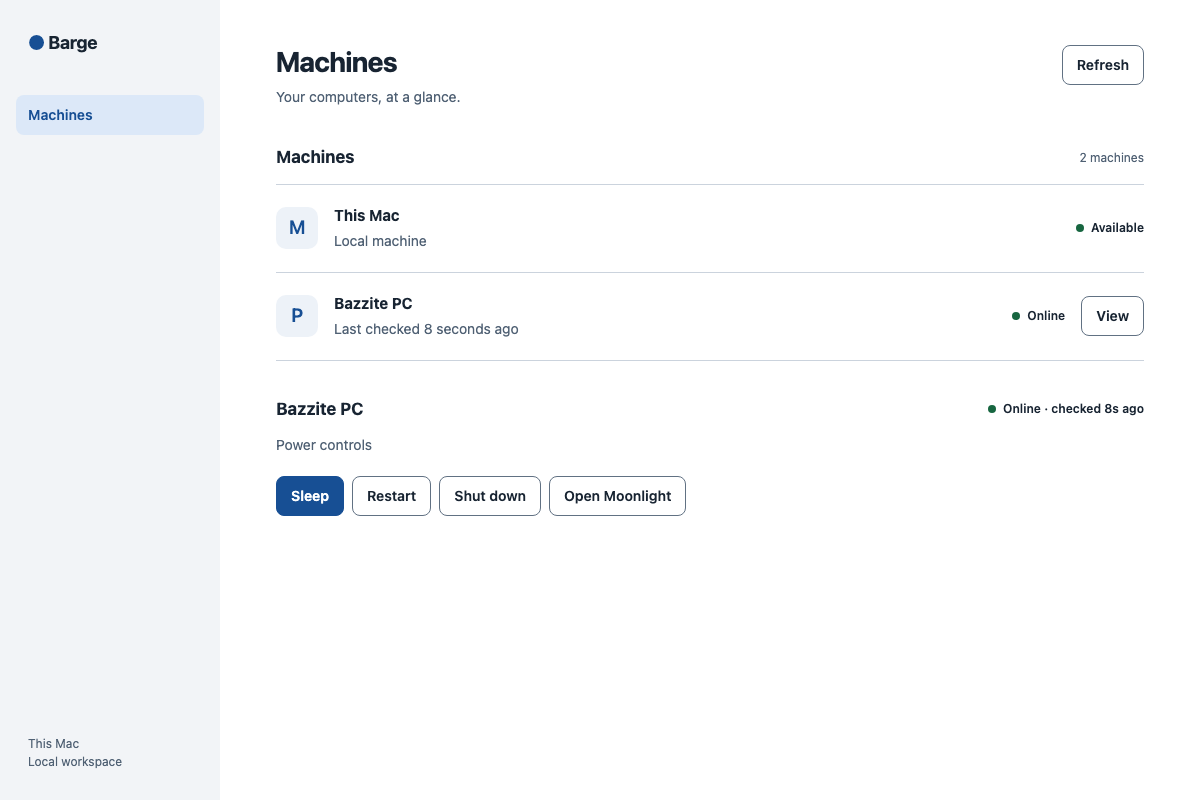 Barge
Machines
Machines
Your computers, at a glance.
Refresh
Machines
2 machines
M
This Mac
Local machine
Available
P
Bazzite PC
Last checked 8 seconds ago
Online
View
Bazzite PC
Online · checked 8s ago
Power controls
Sleep
Restart
Shut down
Open Moonlight
This Mac
Local workspace